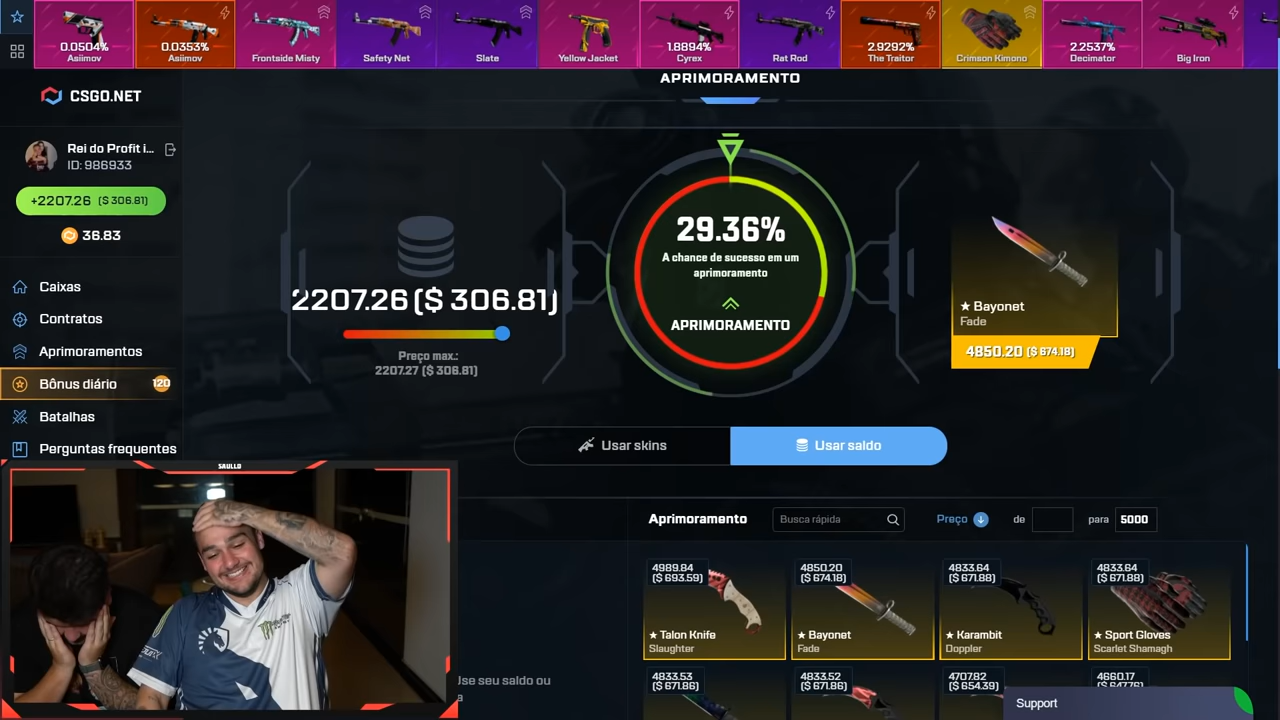 0.0504%
Asiimov
0.0353%
Asiimov
Frontside Misty
Safety Net
Slate
Yellow Jacket
1.8894%
Cyrex
Rat Rod
2.9292%
The Traitor
Crimson Kimono
2.2537%
Decimator
Big Iron
CSGO.NET
APRIMORAMENTO
Rei do Profit i...
ID: 986933
+2207.26 ($ 306.81)
36.83
Caixas
Contratos
Aprimoramentos
Bônus diário 120
Batalhas
Perguntas frequentes
2207.26 ($ 306.81)
Preço max.:
2207.27 ($ 306.81)
29.36%
A chance de sucesso em um
aprimoramento
APRIMORAMENTO
★ Bayonet
Fade
4850.20 ($ 674.18)
Usar skins
Usar saldo
SAULLO
Use seu saldo ou
a
Aprimoramento
Busca rápida
Preço
de
para 5000
4989.84
($ 693.59)
★ Talon Knife
Slaughter
4850.20
($ 674.18)
★ Bayonet
Fade
4833.64
($ 671.88)
★ Karambit
Doppler
4833.64
($ 671.88)
★ Sport Gloves
Scarlet Shamagh
4833.53
($ 671.86)
4833.52
($ 671.86)
4707.82
($ 654.39)
4660.17
Support